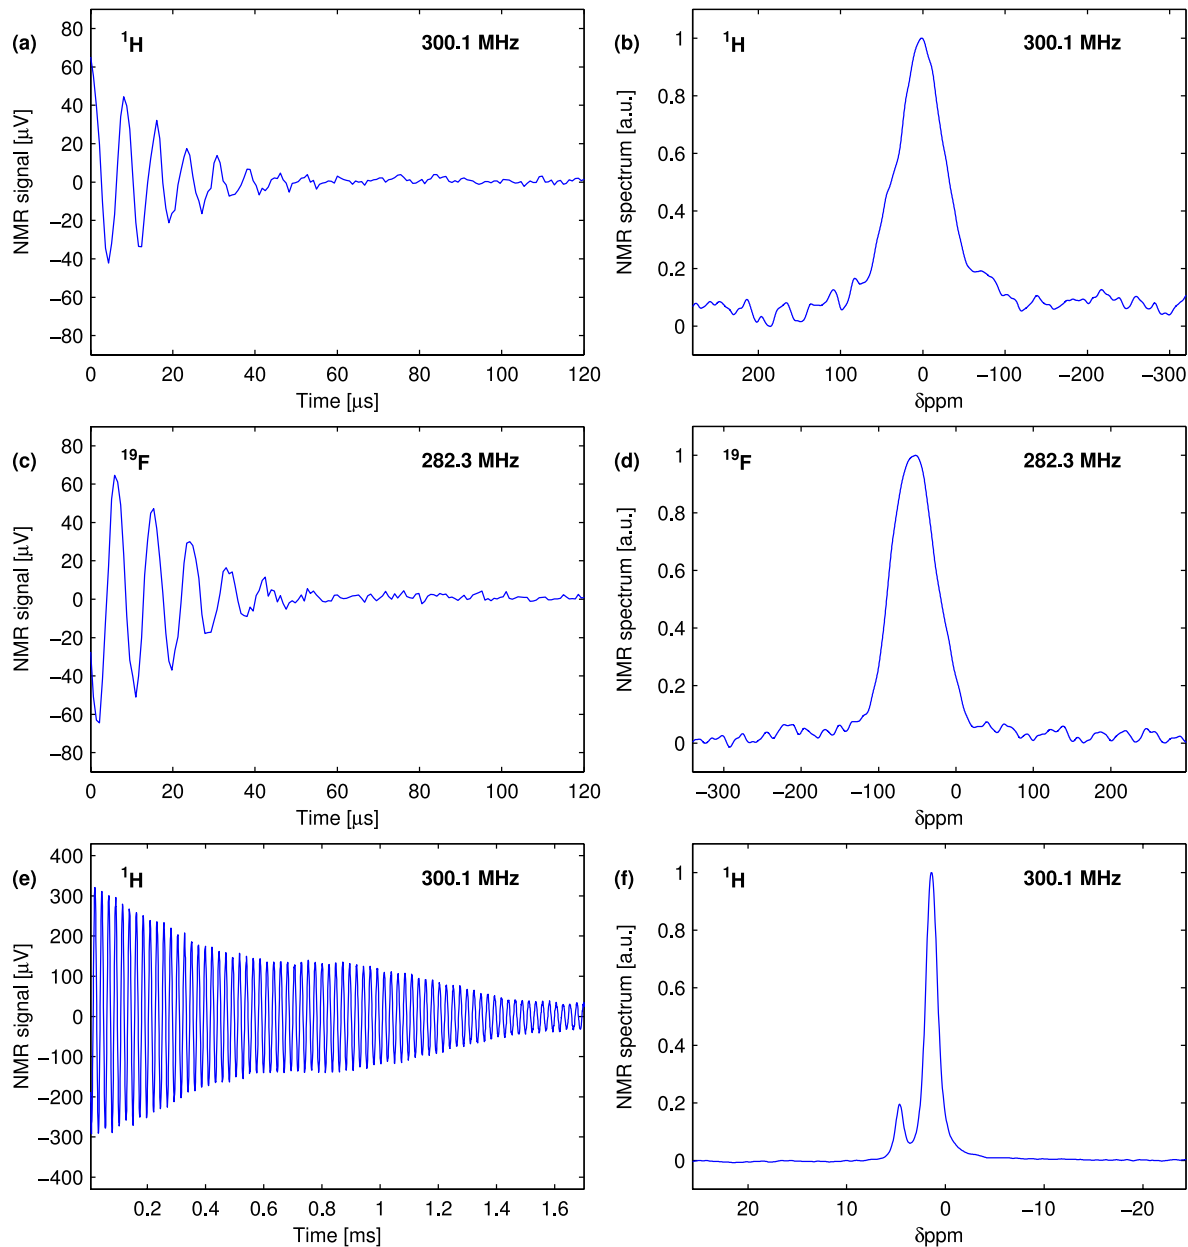 (a) ¹H 300.1 MHz
NMR signal [μV]
80
60
40
20
0
−20
−40
−60
−80
0 20 40 60 80 100 120
Time [μs]
(b) ¹H 300.1 MHz
NMR spectrum [a.u.]
1
0.8
0.6
0.4
0.2
0
200 100 0 −100 −200 −300
δppm
(c) ¹⁹F 282.3 MHz
NMR signal [μV]
80
60
40
20
0
−20
−40
−60
−80
0 20 40 60 80 100 120
Time [μs]
(d) ¹⁹F 282.3 MHz
NMR spectrum [a.u.]
1
0.8
0.6
0.4
0.2
0
−300 −200 −100 0 100 200
δppm
(e) ¹H 300.1 MHz
NMR signal [μV]
400
300
200
100
0
−100
−200
−300
−400
0.2 0.4 0.6 0.8 1 1.2 1.4 1.6
Time [ms]
(f) ¹H 300.1 MHz
NMR spectrum [a.u.]
1
0.8
0.6
0.4
0.2
0
20 10 0 −10 −20
δppm